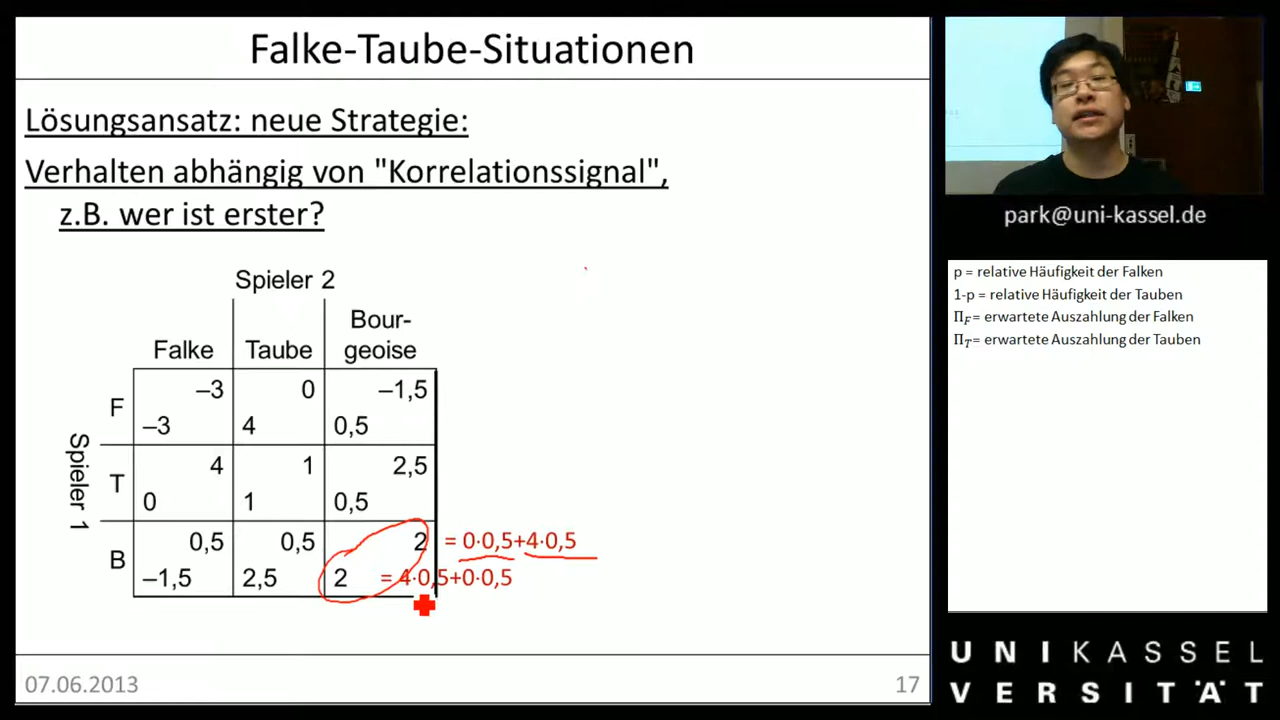 Falke-Taube-Situationen
Lösungsansatz: neue Strategie:
Verhalten abhängig von "Korrelationssignal",
z.B. wer ist erster?
Spieler 2
Bour-
Falke Taube geoise
–3 0 –1,5
F
–3 4 0,5
4 1 2,5
T
0 1 0,5
Spieler 1
0,5 0,5 2 = 0·0,5+4·0,5
B
–1,5 2,5 2 = 4·0,5+0·0,5
07.06.2013 17
park@uni-kassel.de
p = relative Häufigkeit der Falken
1-p = relative Häufigkeit der Tauben
Π_F= erwartete Auszahlung der Falken
Π_T= erwartete Auszahlung der Tauben
UNIKASSEL
VERSITÄT